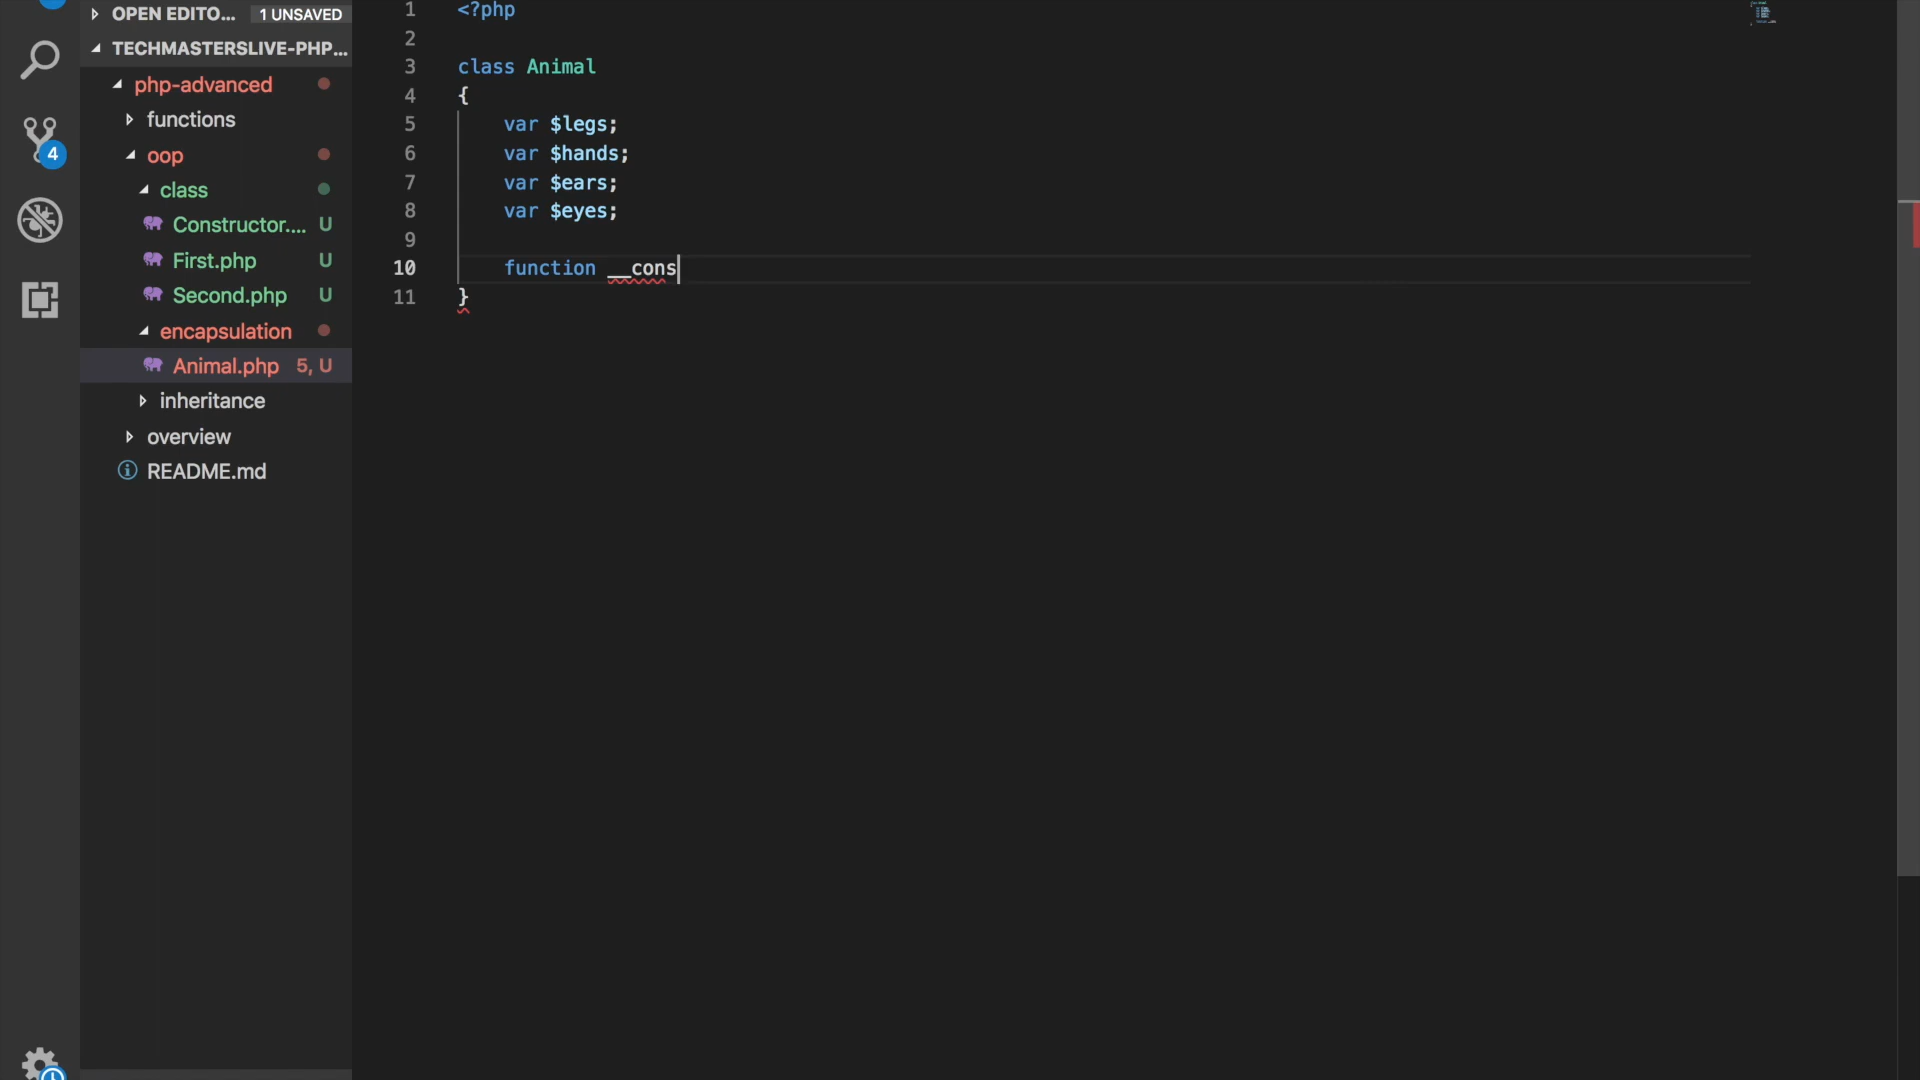 OPEN EDITO... 1 UNSAVED
TECHMASTERSLIVE-PHP...
php-advanced
functions
oop
class
Constructor.... U
First.php U
Second.php U
encapsulation
Animal.php 5, U
inheritance
overview
README.md
4
1 <?php
2
3 class Animal
4 {
5 var $legs;
6 var $hands;
7 var $ears;
8 var $eyes;
9
10 function __cons
11 }